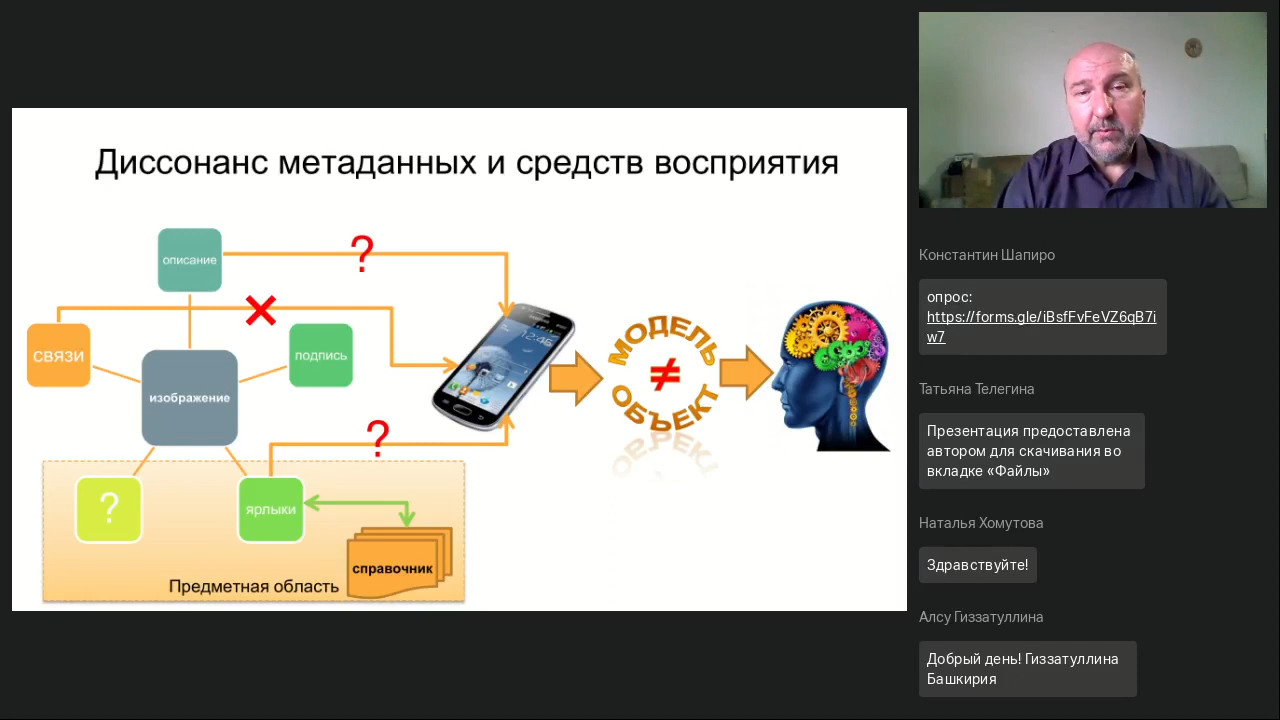 Диссонанс метаданных и средств восприятия
описание
?
связи
подпись
изображение
МОДЕЛЬ
≠
ОБЪЕКТ
?
?
ярлыки
справочник
Предметная область
Константин Шапиро
опрос:
https://forms.gle/iBsfFvFeVZ6qB7i
w7
Татьяна Телегина
Презентация предоставлена
автором для скачивания во
вкладке «Файлы»
Наталья Хомутова
Здравствуйте!
Алсу Гиззатуллина
Добрый день! Гиззатуллина
Башкирия